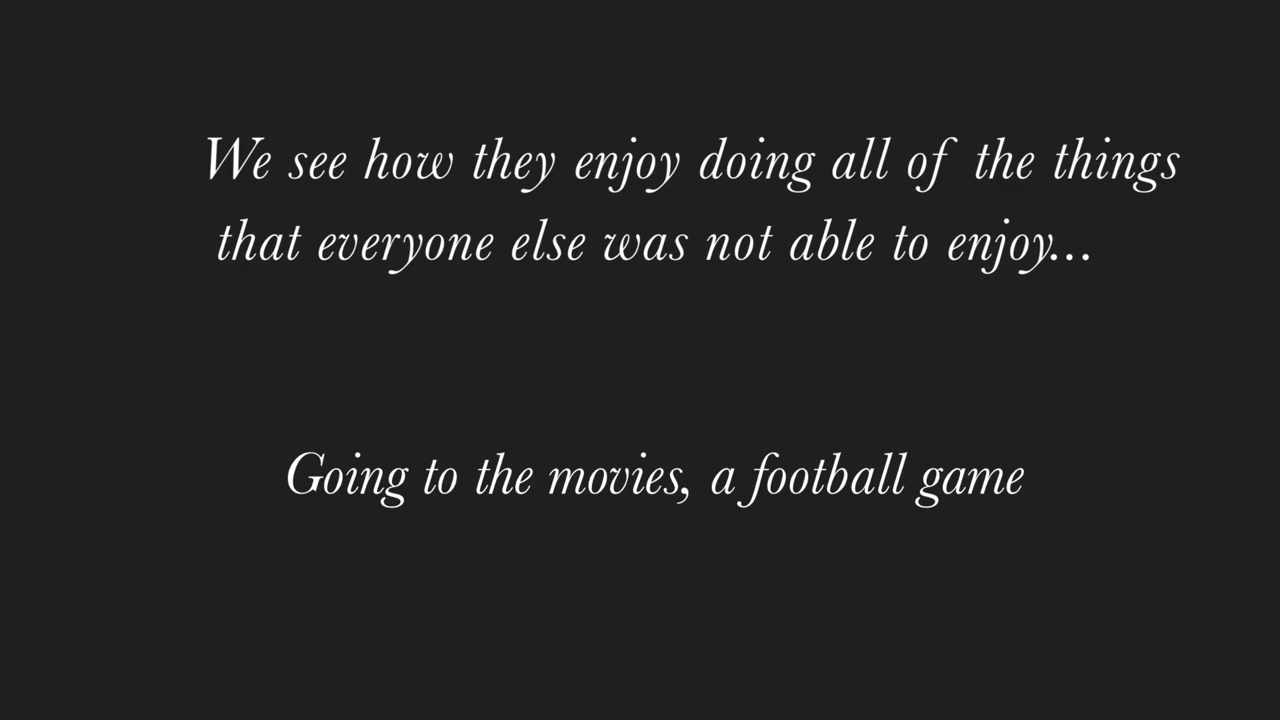 We see how they enjoy doing all of the things
that everyone else was not able to enjoy...
Going to the movies, a football game